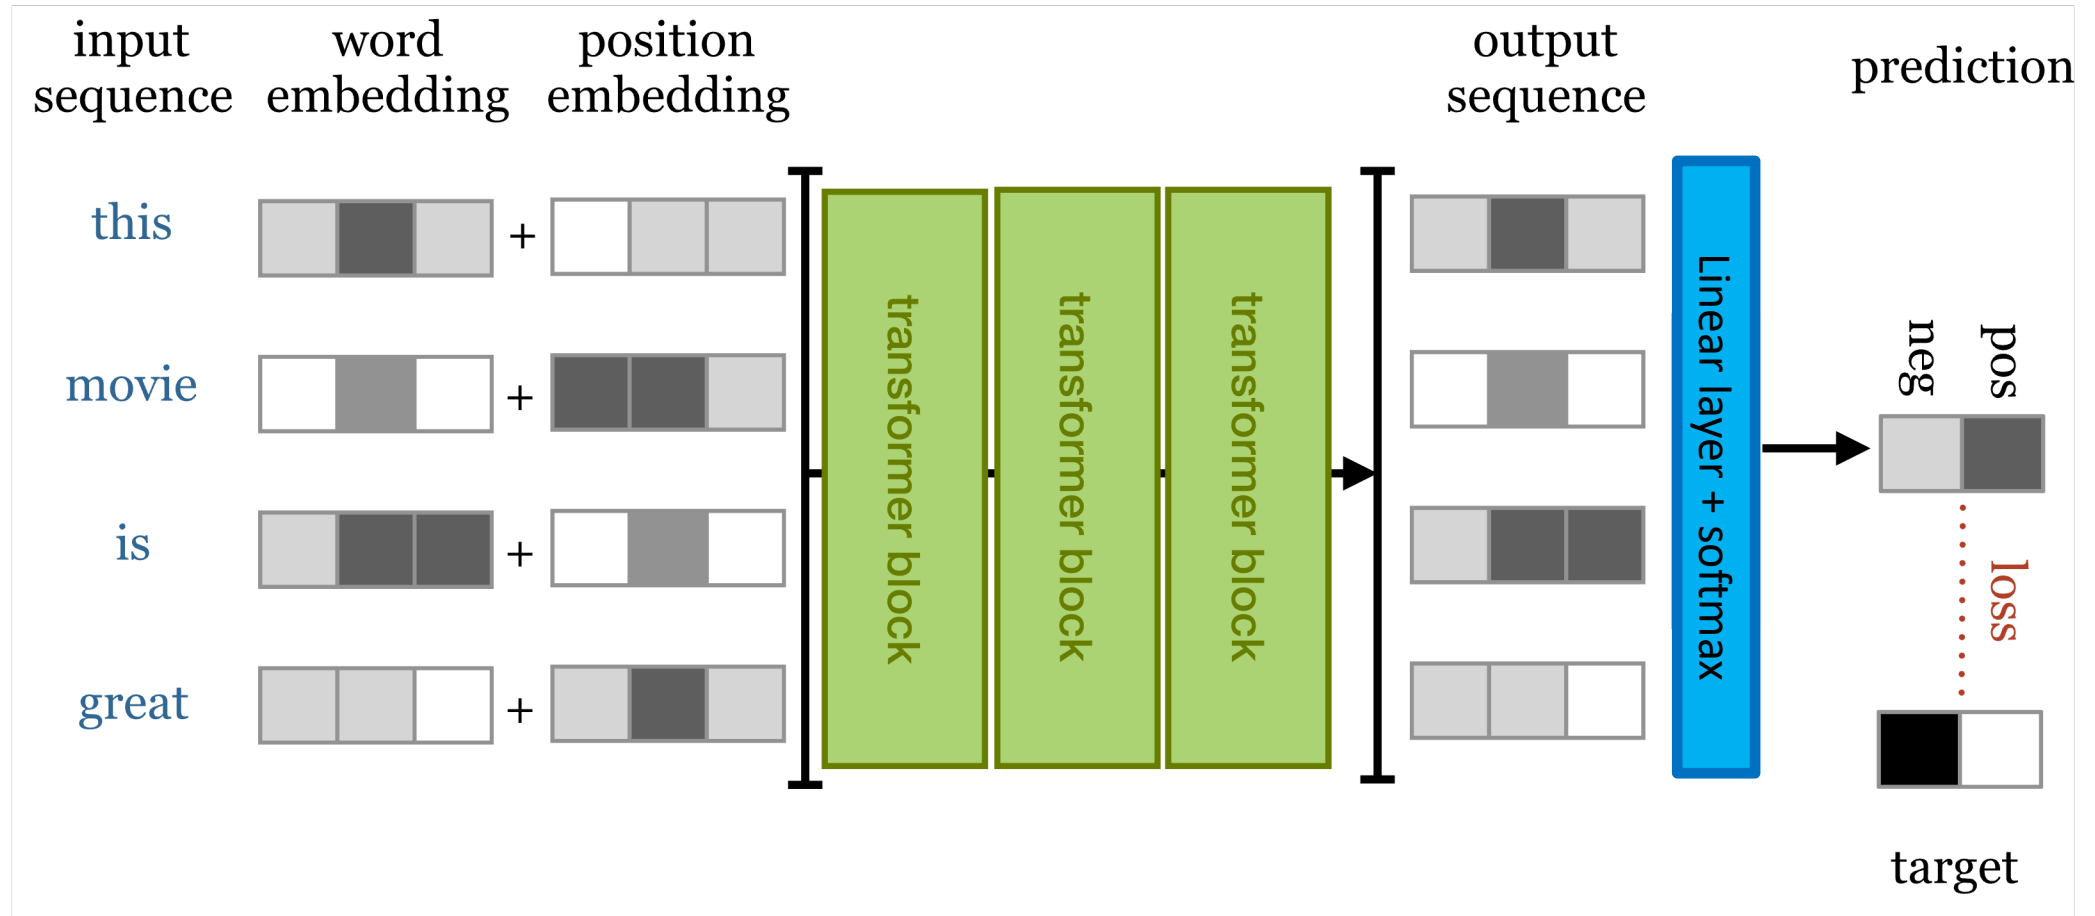 input
sequence
word
embedding
position
embedding
output
sequence
prediction
this
+
movie
+
is
+
great
+
transformer block
transformer block
transformer block
Linear layer + softmax
neg
pos
loss
target